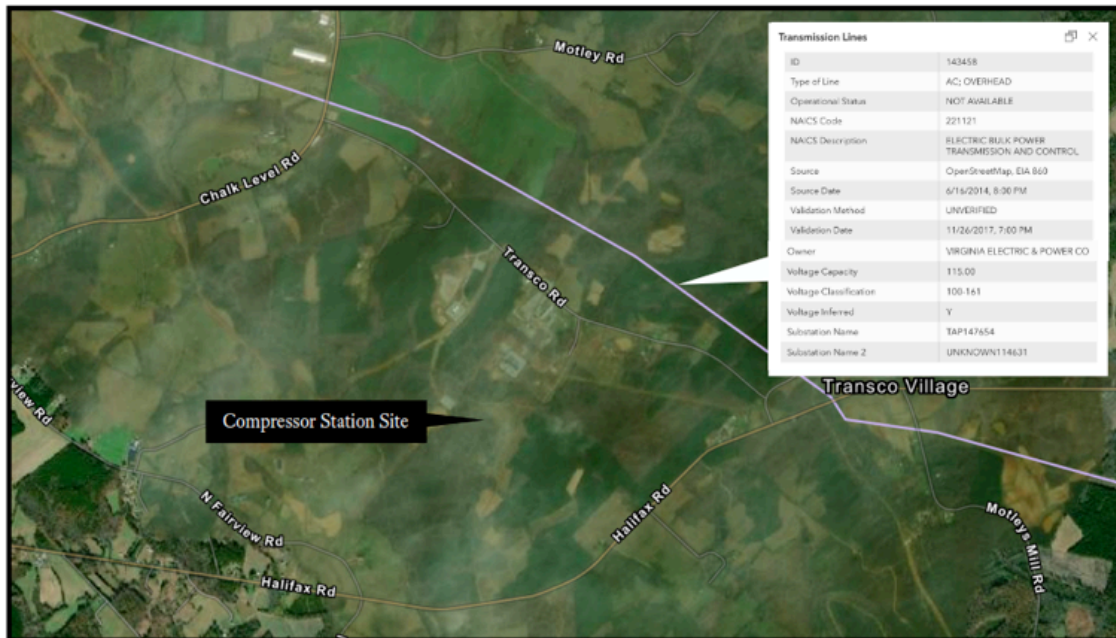 Motley Rd
Chalk Level Rd
Transco Rd
Transmission Lines
ID 143458
Type of Line AC; OVERHEAD
Operational Status NOT AVAILABLE
NAICS Code 221121
NAICS Description ELECTRIC BULK POWER
TRANSMISSION AND CONTROL
Source OpenStreetMap, EIA 860
Source Date 6/16/2014, 8:00 PM
Validation Method UNVERIFIED
Validation Date 11/26/2017, 7:00 PM
Owner VIRGINIA ELECTRIC & POWER CO
Voltage Capacity 115.00
Voltage Classification 100-161
Voltage Inferred Y
Substation Name TAP147654
Substation Name 2 UNKNOWN114631
Transco Village
rview Rd
Compressor Station Site
N Fairview Rd
Halifax Rd
Halifax Rd
Motleys Mill Rd